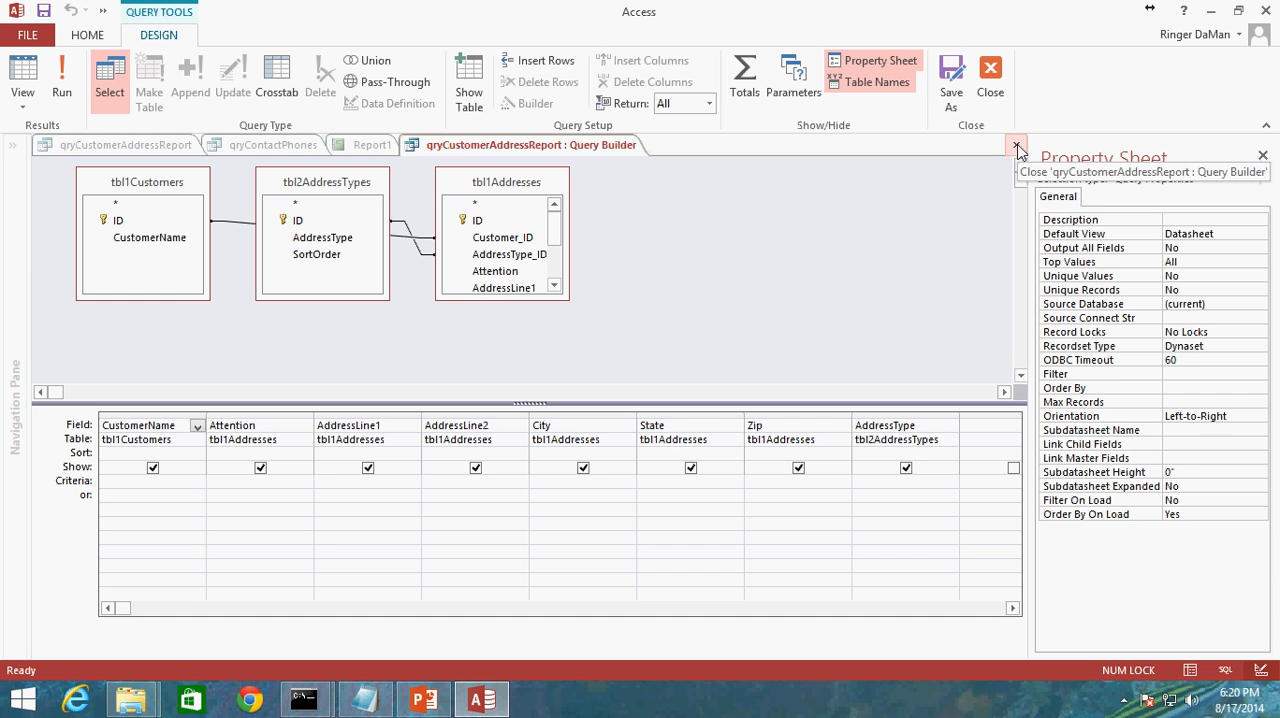 QUERY TOOLS
Access
FILE
HOME
DESIGN
Ringer DaMan
View
Run
Select
Make Table
Append
Update
Crosstab
Delete
Union
Pass-Through
Data Definition
Show Table
Insert Rows
Delete Rows
Builder
Insert Columns
Delete Columns
Return: All
Totals
Parameters
Property Sheet
Table Names
Save As
Close
Results
Query Type
Query Setup
Show/Hide
Close
qryCustomerAddressReport
qryContactPhones
Report1
qryCustomerAddressReport : Query Builder
Property Sheet
Close 'qryCustomerAddressReport : Query Builder'
General
tbl1Customers
*
ID
CustomerName
tbl2AddressTypes
*
ID
AddressType
SortOrder
tbl1Addresses
*
ID
Customer_ID
AddressType_ID
Attention
AddressLine1
Description
Default View Datasheet
Output All Fields No
Top Values All
Unique Values No
Unique Records No
Source Database (current)
Source Connect Str
Record Locks No Locks
Recordset Type Dynaset
ODBC Timeout 60
Filter
Order By
Max Records
Orientation Left-to-Right
Subdatasheet Name
Link Child Fields
Link Master Fields
Subdatasheet Height 0"
Subdatasheet Expanded No
Filter On Load No
Order By On Load Yes
Navigation Pane
Field: CustomerName Attention AddressLine1 AddressLine2 City State Zip AddressType
Table: tbl1Customers tbl1Addresses tbl1Addresses tbl1Addresses tbl1Addresses tbl1Addresses tbl1Addresses tbl2AddressTypes
Sort:
Show:
Criteria:
or:
Ready
NUM LOCK
SQL
6:20 PM
8/17/2014